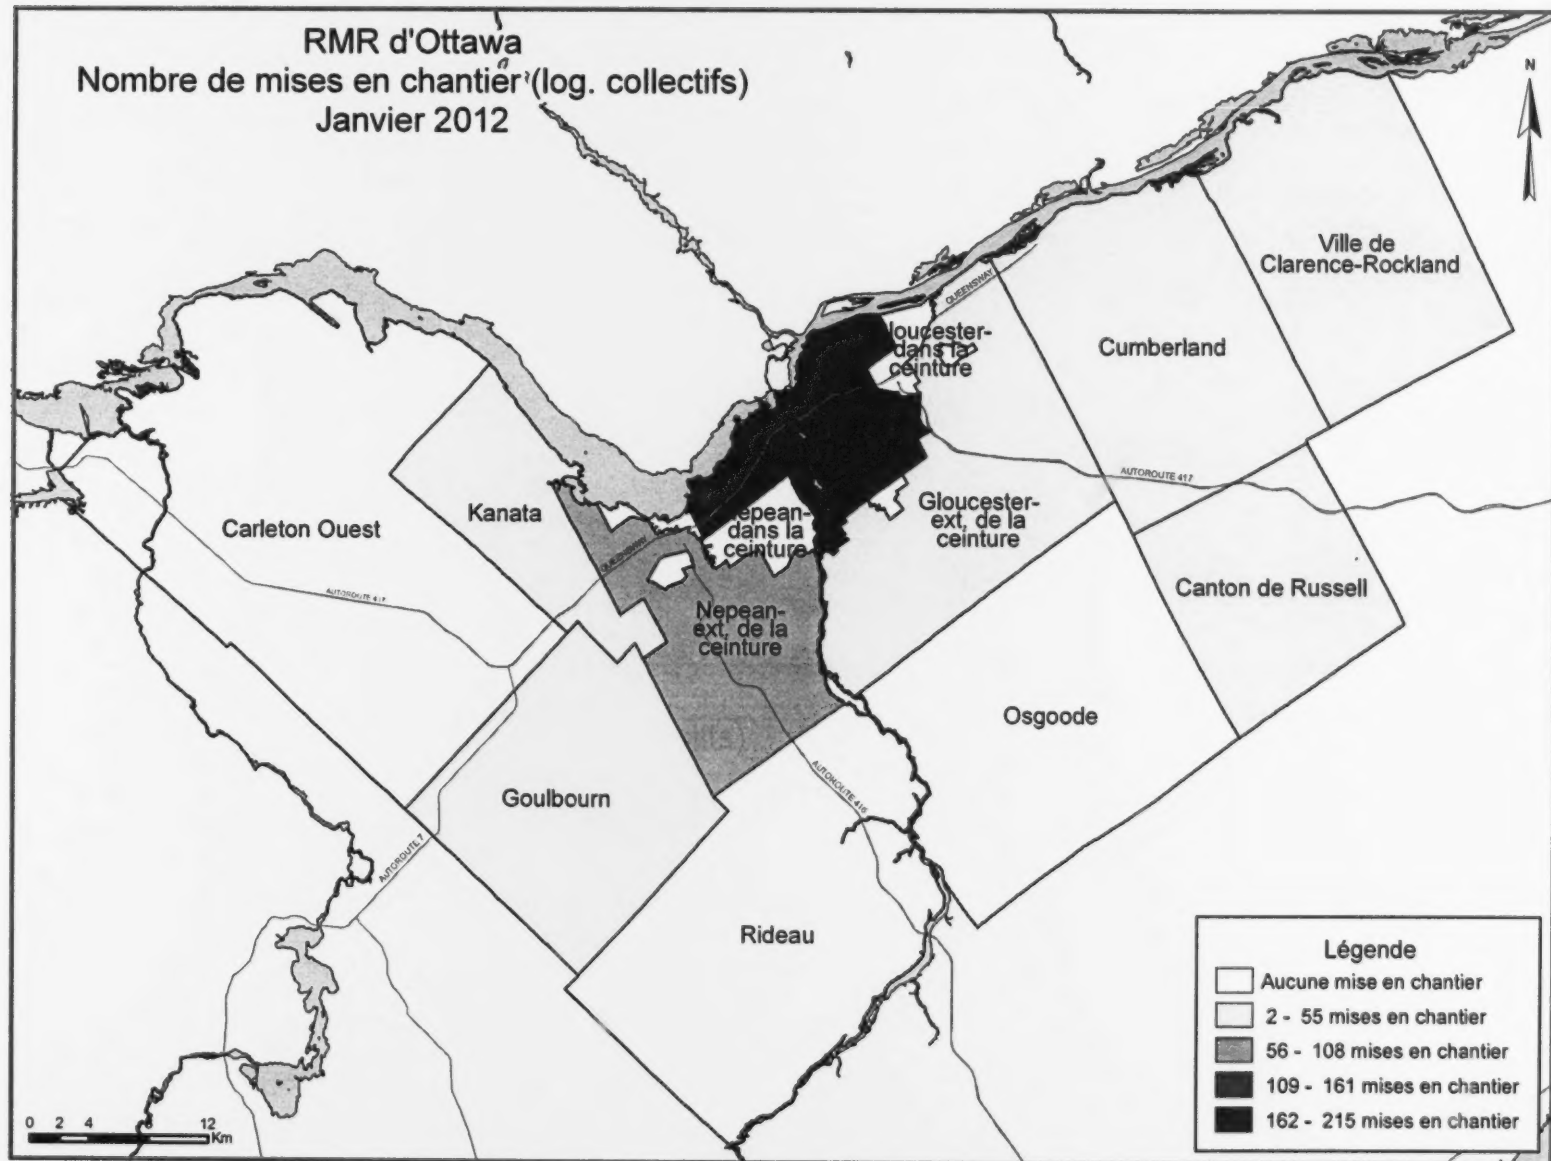 RMR d'Ottawa
Nombre de mises en chantier (log. collectifs)
Janvier 2012
N
Ville de
Clarence-Rockland
QUEENSWAY
loucester-
dans la
ceinture
Cumberland
AUTOROUTE 417
Kanata
Carleton Ouest
Gloucester-
ext. de la
ceinture
epean-
dans la
ceinture
QUEENSWAY
Canton de Russell
AUTOROUTE 417
Nepean-
ext. de la
ceinture
Osgoode
Goulbourn
AUTOROUTE 416
AUTOROUTE 7
Rideau
Légende
Aucune mise en chantier
2 - 55 mises en chantier
56 - 108 mises en chantier
109 - 161 mises en chantier
162 - 215 mises en chantier
0 2 4 8 12
Km